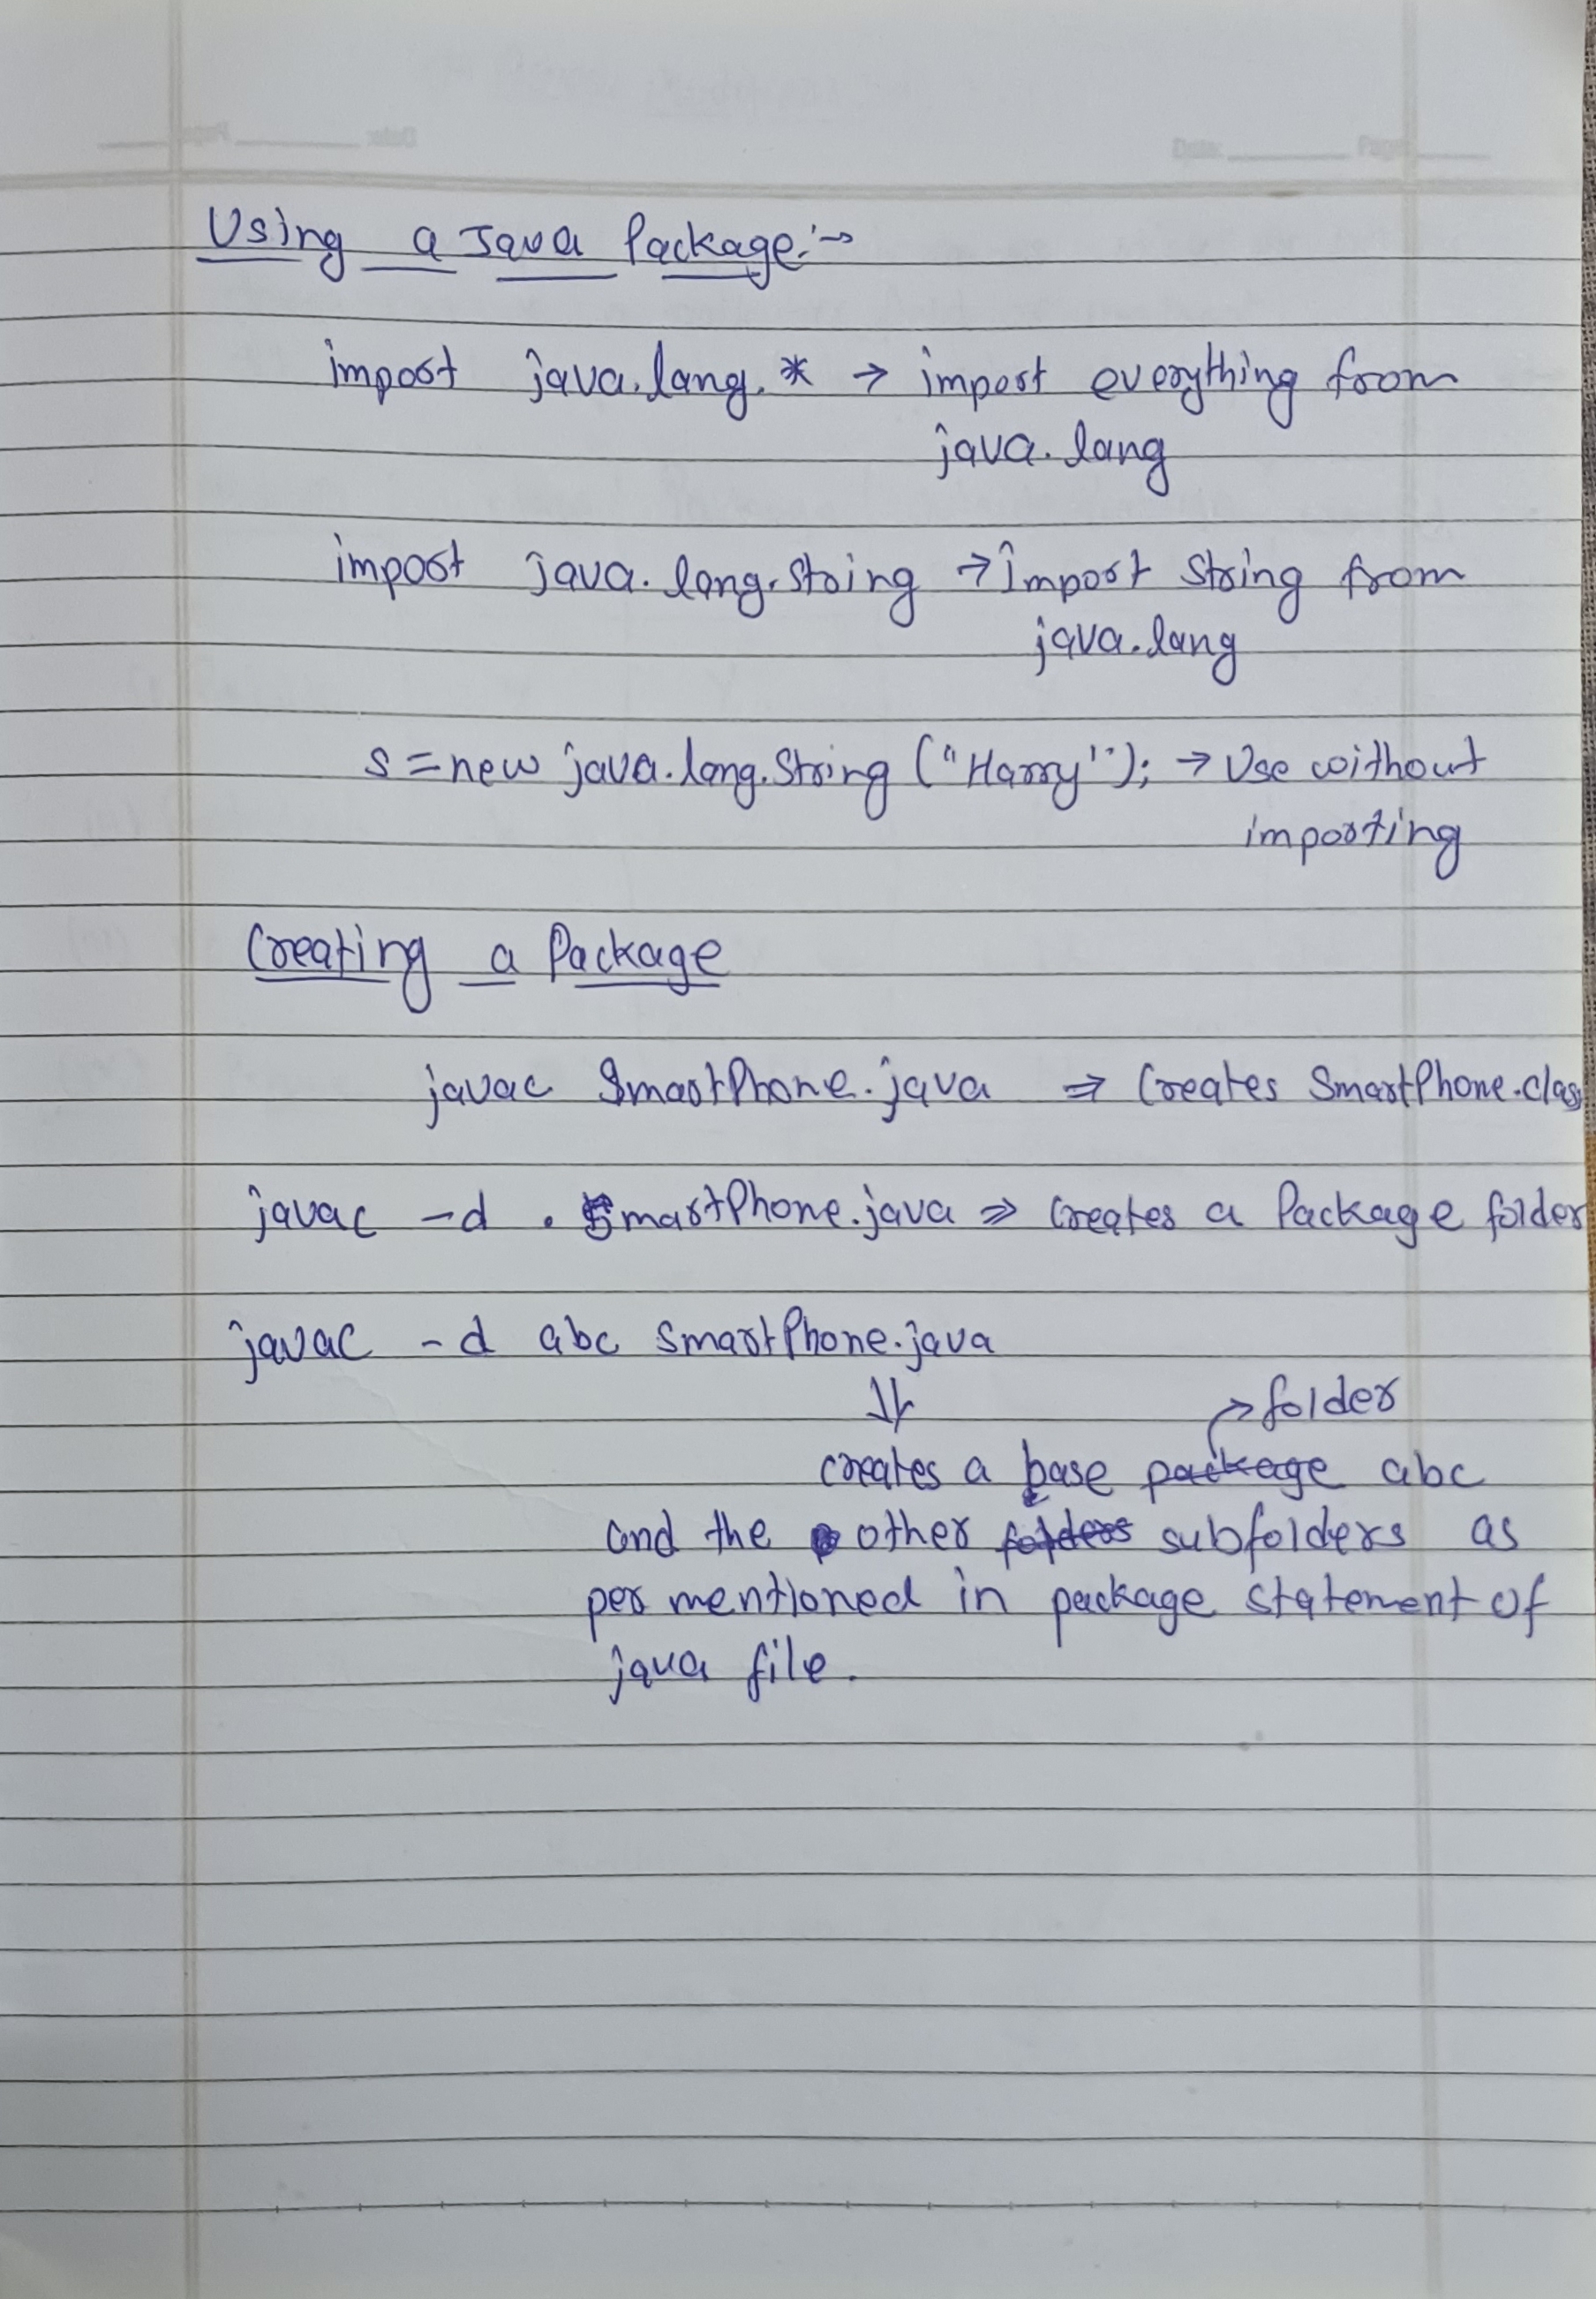 Date: Page:
Using a Java Package:→
import java.lang.* → import everything from
java.lang
import java.lang.String → import String from
java.lang
s = new java.lang.String ("Harry"); → Use without
importing
Creating a Package
javac SmartPhone.java ⇒ Creates SmartPhone.class
javac -d . SmartPhone.java ⇒ Creates a Package folder
javac -d abc SmartPhone.java
⇓ → folder
creates a base package abc
and the other folders subfolders as
per mentioned in package statement of
java file.